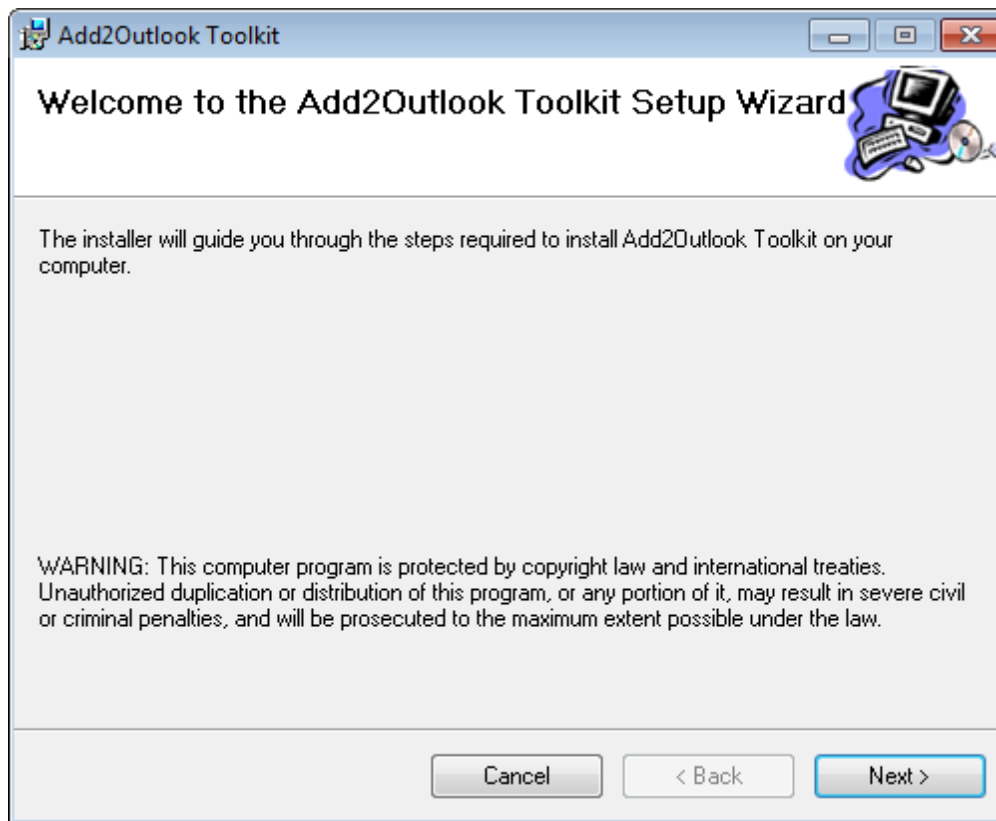 Add2Outlook Toolkit
Welcome to the Add2Outlook Toolkit Setup Wizard
The installer will guide you through the steps required to install Add2Outlook Toolkit on your
computer.
WARNING: This computer program is protected by copyright law and international treaties.
Unauthorized duplication or distribution of this program, or any portion of it, may result in severe civil
or criminal penalties, and will be prosecuted to the maximum extent possible under the law.
Cancel < Back Next >